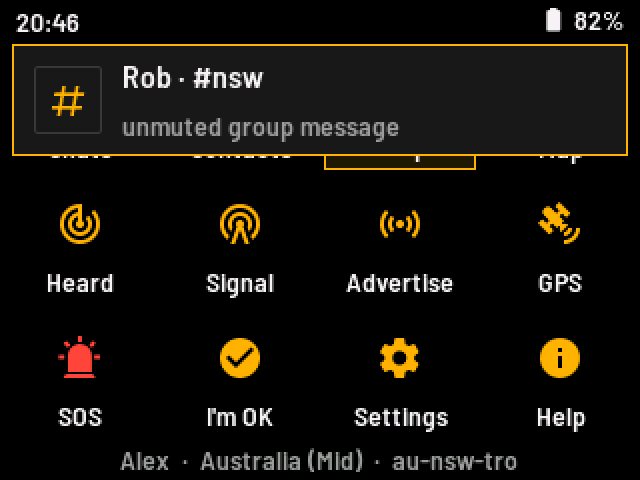 20:46 82%
Rob · #nsw
unmuted group message
Heard Signal Advertise GPS
SOS I'm OK Settings Help
Alex · Australia (Mid) · au-nsw-tro